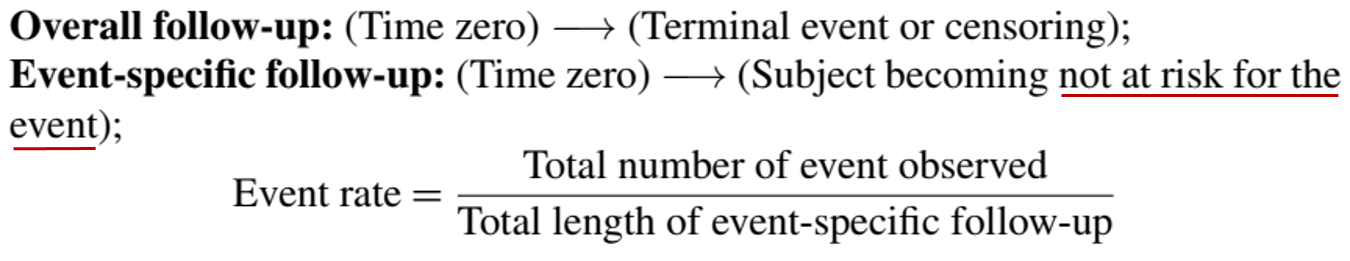 Overall follow-up: (Time zero) ⟶ (Terminal event or censoring);
Event-specific follow-up: (Time zero) ⟶ (Subject becoming not at risk for the
event);
Total number of event observed
Event rate =
Total length of event-specific follow-up